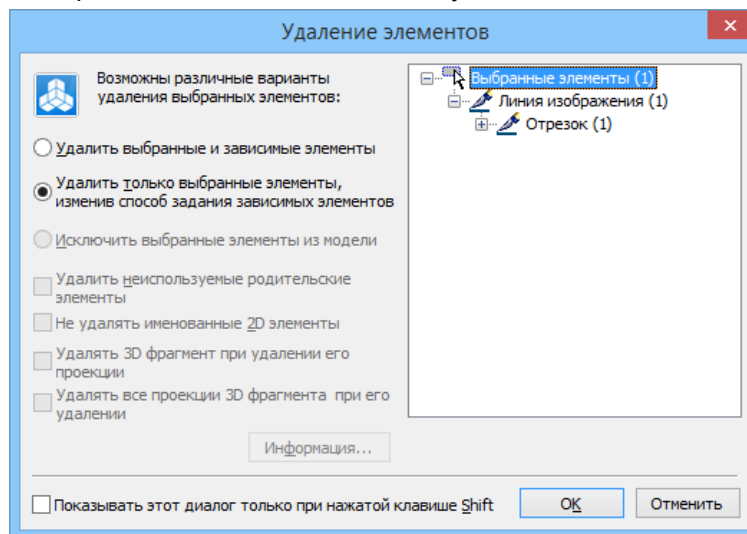 Удаление элементов
Возможны различные варианты
удаления выбранных элементов:
Удалить выбранные и зависимые элементы
Удалить только выбранные элементы,
изменив способ задания зависимых элементов
Исключить выбранные элементы из модели
Удалить неиспользуемые родительские
элементы
Не удалять именованные 2D элементы
Удалять 3D фрагмент при удалении его
проекции
Удалять все проекции 3D фрагмента при его
удалении
Информация...
Выбранные элементы (1)
Линия изображения (1)
Отрезок (1)
Показывать этот диалог только при нажатой клавише Shift
OK
Отменить